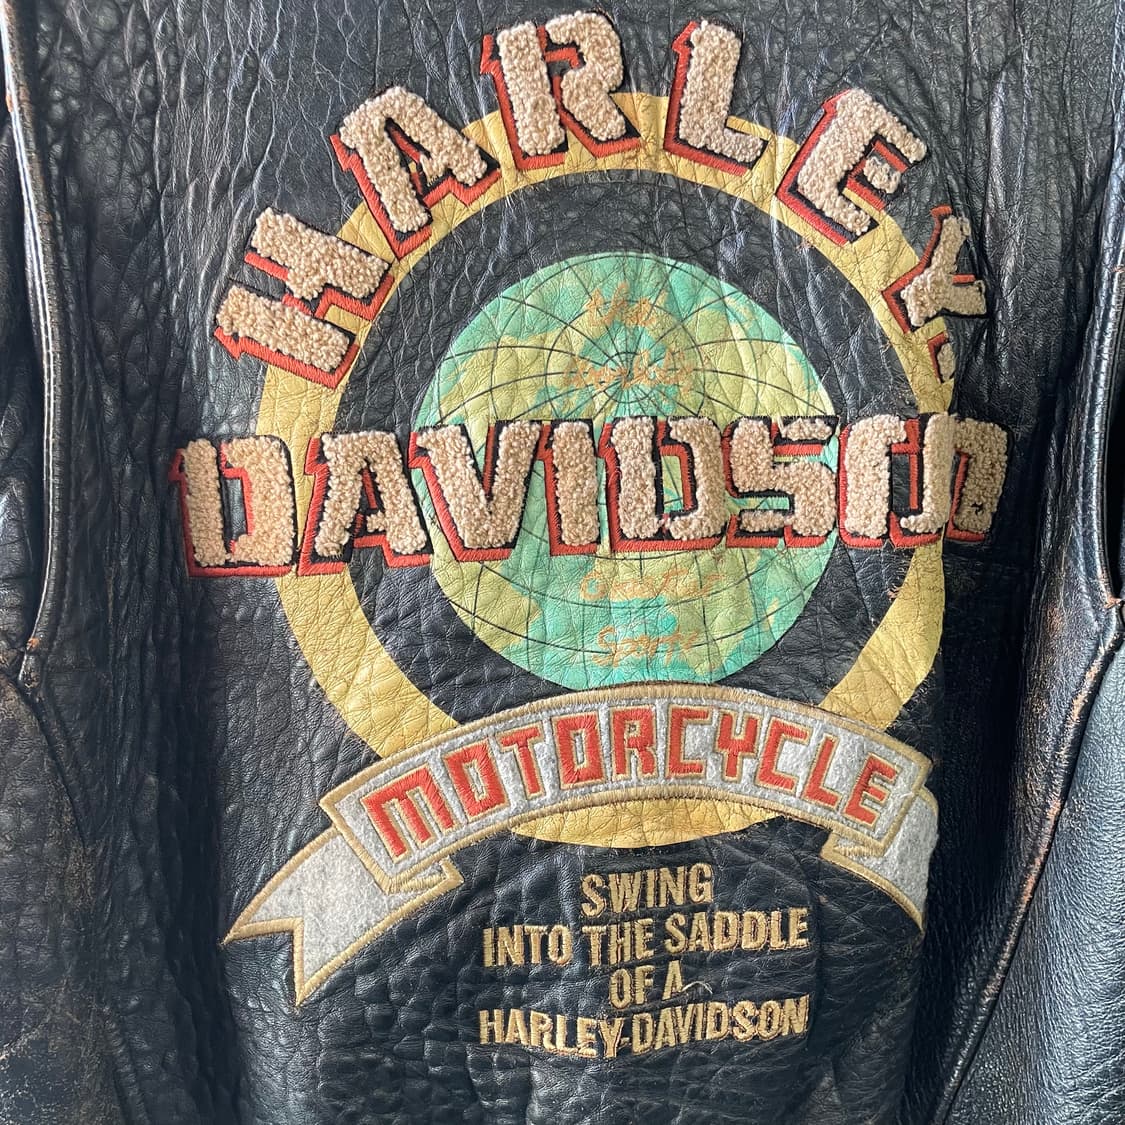 HARLEY
DAVIDSON
MOTORCYCLE
SWING
INTO THE SADDLE
OF A
HARLEY-DAVIDSON